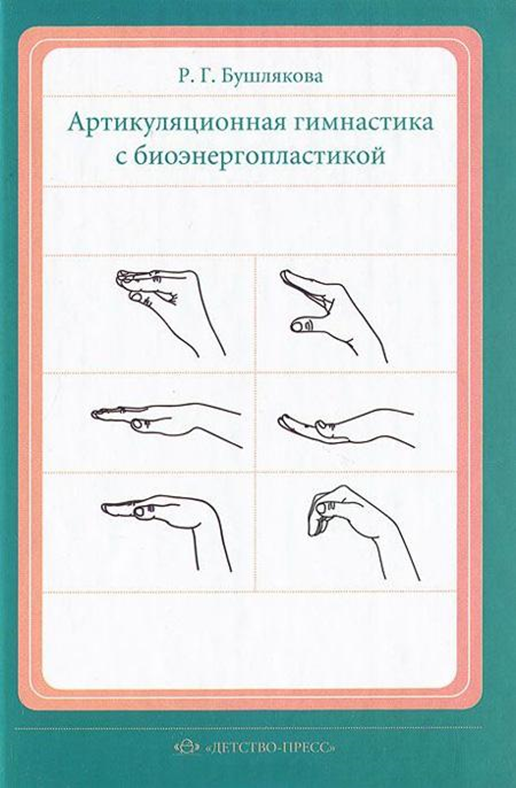 Р. Г. Бушлякова
Артикуляционная гимнастика
с биоэнергопластикой
«ДЕТСТВО-ПРЕСС»